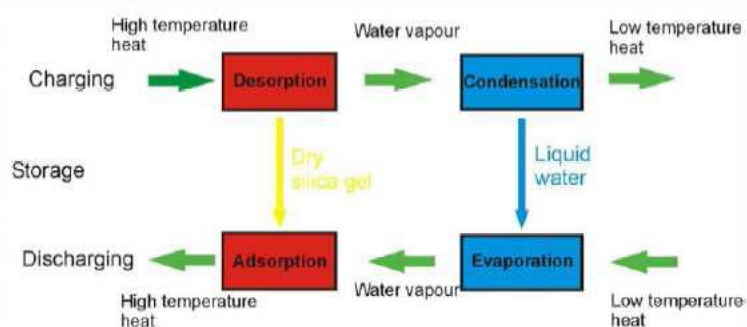 High temperature
heat
Water vapour
Low temperature
heat
Charging
Desorption
Condensation
Storage
Dry
silica gel
Liquid
water
Discharging
Adsorption
Evaporation
High temperature
heat
Water vapour
Low temperature
heat